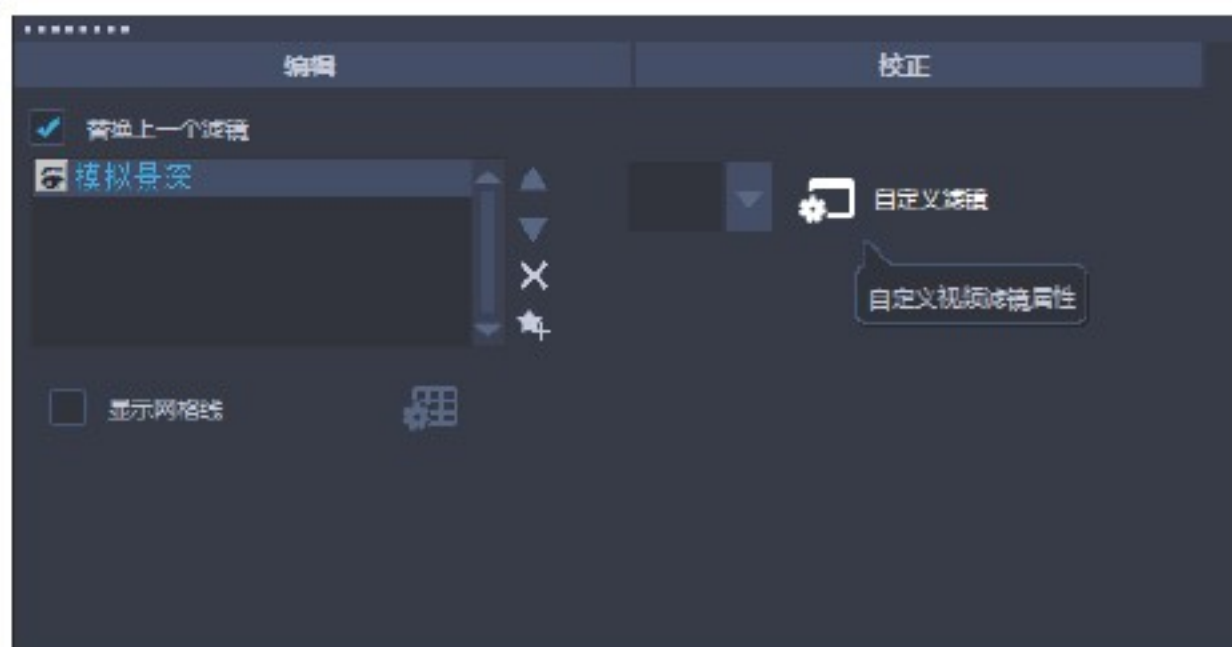 编辑
校正
替换上一个滤镜
模拟景深
自定义滤镜
自定义视频滤镜属性
显示网格线